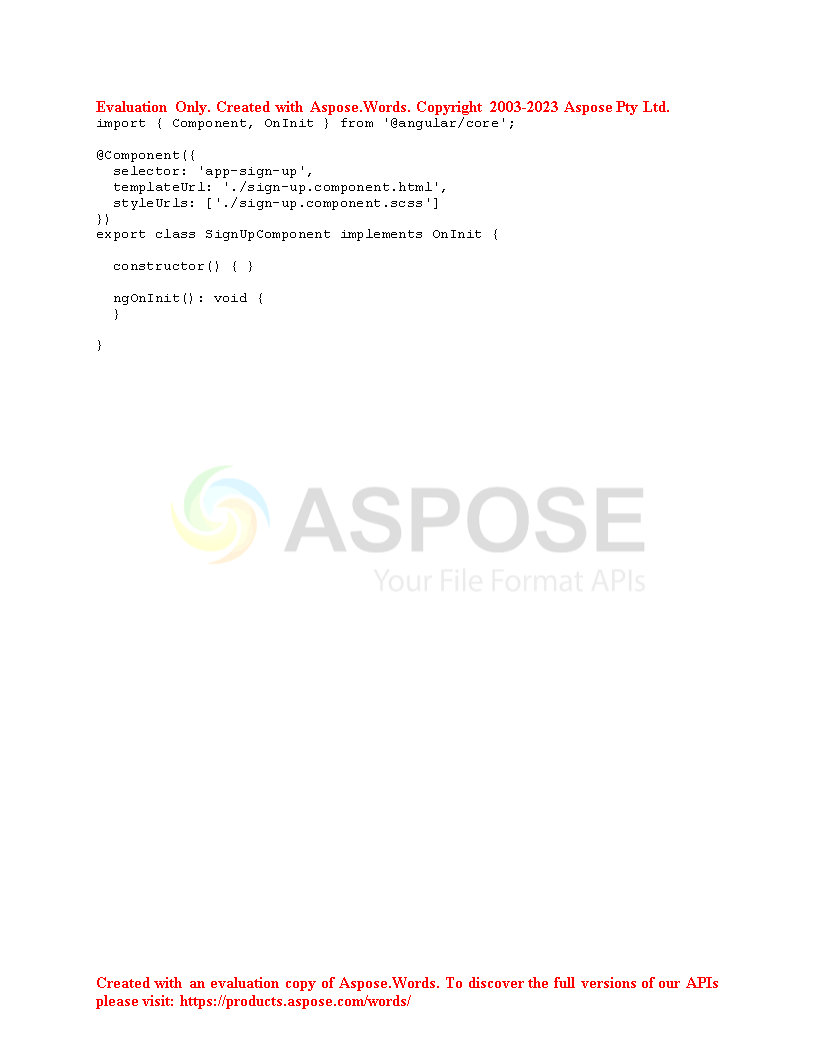 Evaluation Only. Created with Aspose.Words. Copyright 2003-2023 Aspose Pty Ltd.
import { Component, OnInit } from '@angular/core';

@Component({
  selector: 'app-sign-up',
  templateUrl: './sign-up.component.html',
  styleUrls: ['./sign-up.component.scss']
})
export class SignUpComponent implements OnInit {

  constructor() { }

  ngOnInit(): void {
  }

}
ASPOSE
Your File Format APIs
Created with an evaluation copy of Aspose.Words. To discover the full versions of our APIs
please visit: https://products.aspose.com/words/